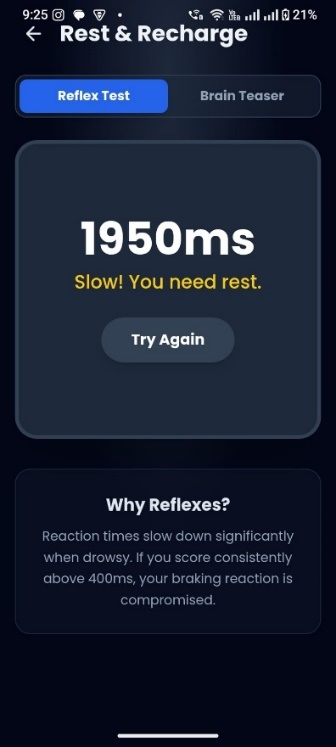 9:25
21%
Rest & Recharge
Reflex Test
Brain Teaser
1950ms
Slow! You need rest.
Try Again
Why Reflexes?
Reaction times slow down significantly
when drowsy. If you score consistently
above 400ms, your braking reaction is
compromised.